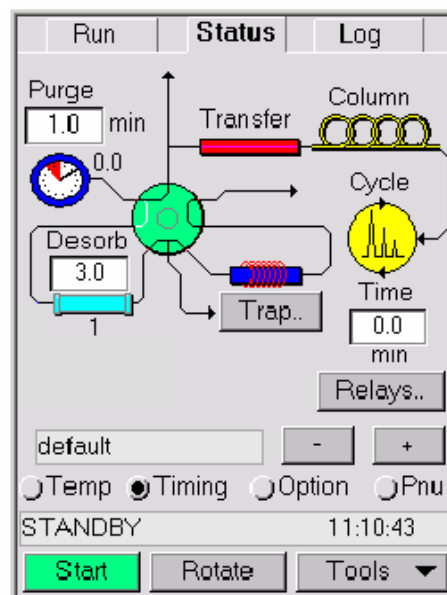 Run Status Log
Purge
1.0 min
Transfer
Column
0.0
Cycle
Desorb
3.0
1
Trap..
Time
0.0
min
Relays..
default - +
Temp Timing Option Pnu
STANDBY 11:10:43
Start Rotate Tools